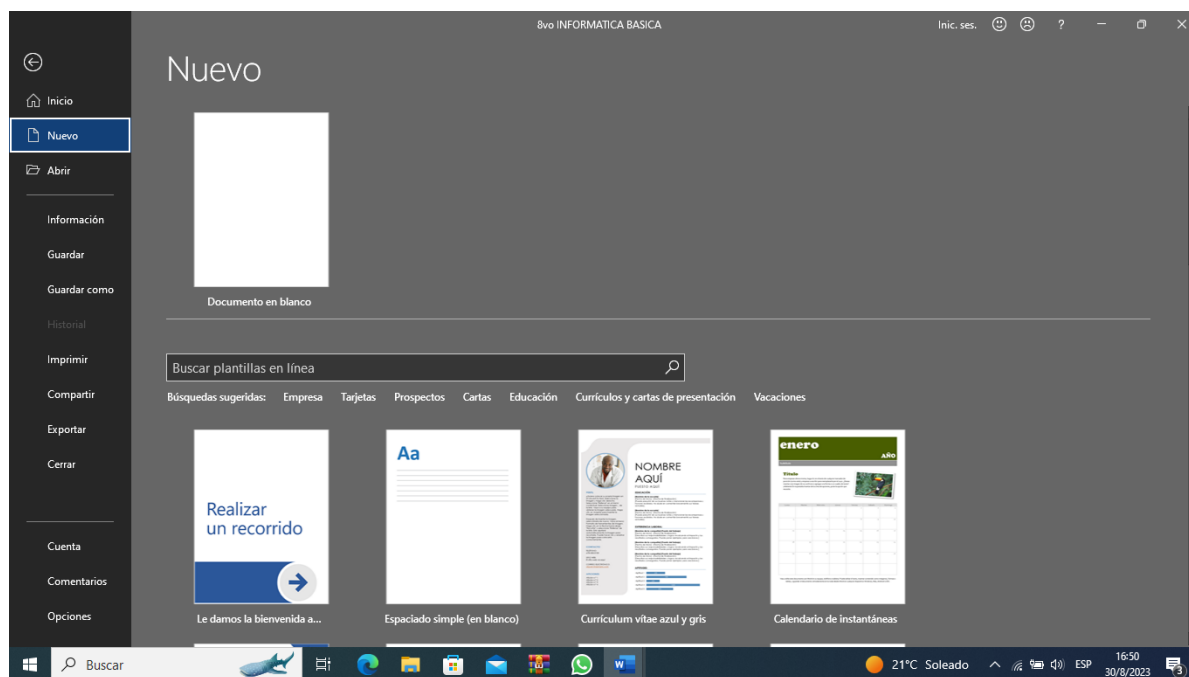 8vo INFORMATICA BASICA
Inic. ses.
?
Nuevo
Inicio
Nuevo
Abrir
Información
Guardar
Guardar como
Historial
Imprimir
Compartir
Exportar
Cerrar
Cuenta
Comentarios
Opciones
Documento en blanco
Buscar plantillas en línea
Búsquedas sugeridas: Empresa Tarjetas Prospectos Cartas Educación Currículos y cartas de presentación Vacaciones
Realizar
un recorrido
Le damos la bienvenida a...
Aa
Espaciado simple (en blanco)
NOMBRE
AQUÍ
Currículum vítae azul y gris
enero
AÑO
Título
Calendario de instantáneas
Buscar
21°C Soleado
ESP
16:50
30/8/2023
3